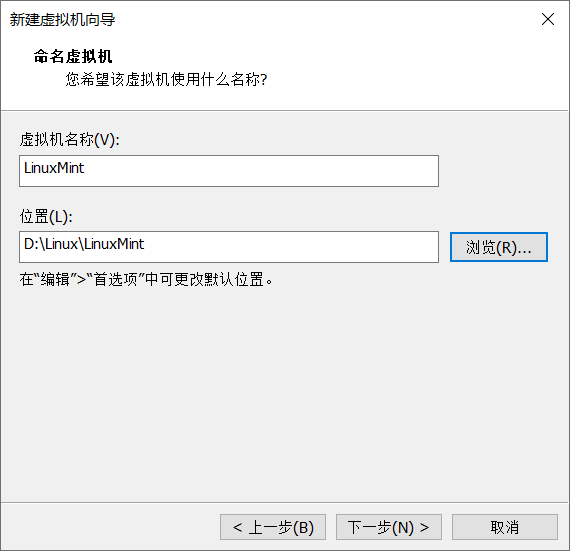 新建虚拟机向导
命名虚拟机
您希望该虚拟机使用什么名称?
虚拟机名称(V):
LinuxMint
位置(L):
D:\Linux\LinuxMint
浏览(R)...
在“编辑”>“首选项”中可更改默认位置。
< 上一步(B) 下一步(N) > 取消